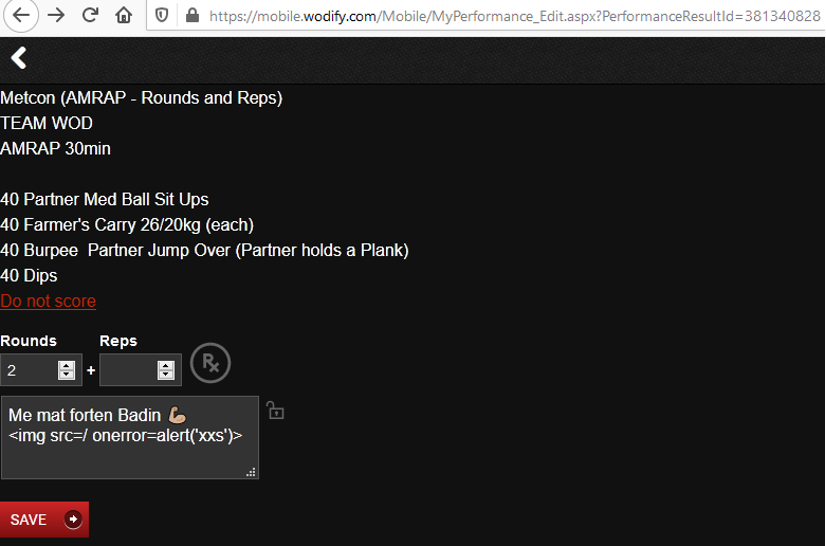 https://mobile.wodify.com/Mobile/MyPerformance_Edit.aspx?PerformanceResultId=381340828
Metcon (AMRAP - Rounds and Reps)
TEAM WOD
AMRAP 30min
40 Partner Med Ball Sit Ups
40 Farmer's Carry 26/20kg (each)
40 Burpee  Partner Jump Over (Partner holds a Plank)
40 Dips
Do not score
Rounds Reps
2 + Rx
Me mat forten Badin 💪🏼
<img src=/ onerror=alert('xxs')>
SAVE